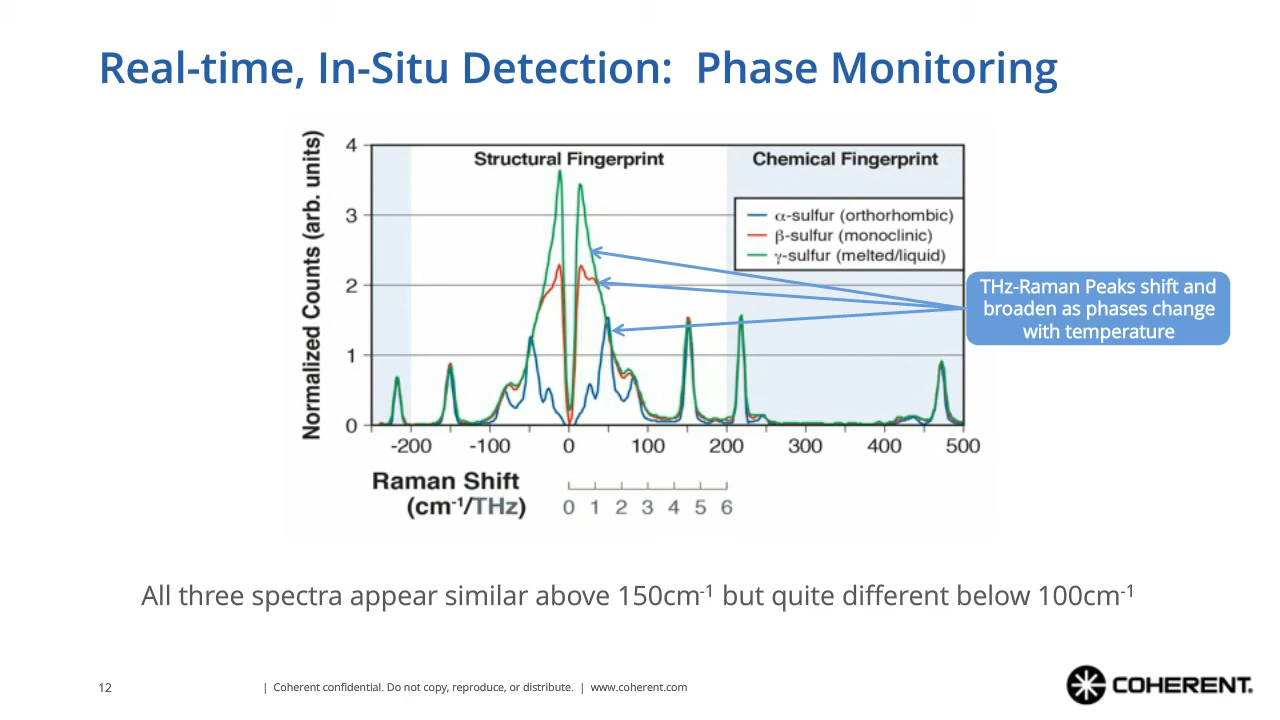 Real-time, In-Situ Detection:  Phase Monitoring
Normalized Counts (arb. units)
4
3
2
1
0
Structural Fingerprint
Chemical Fingerprint
α-sulfur (orthorhombic)
β-sulfur (monoclinic)
γ-sulfur (melted/liquid)
THz-Raman Peaks shift and
broaden as phases change
with temperature
-200 -100 0 100 200 300 400 500
Raman Shift
(cm⁻¹/THz)
0 1 2 3 4 5 6
All three spectra appear similar above 150cm⁻¹ but quite different below 100cm⁻¹
12
| Coherent confidential. Do not copy, reproduce, or distribute. | www.coherent.com
COHERENT.